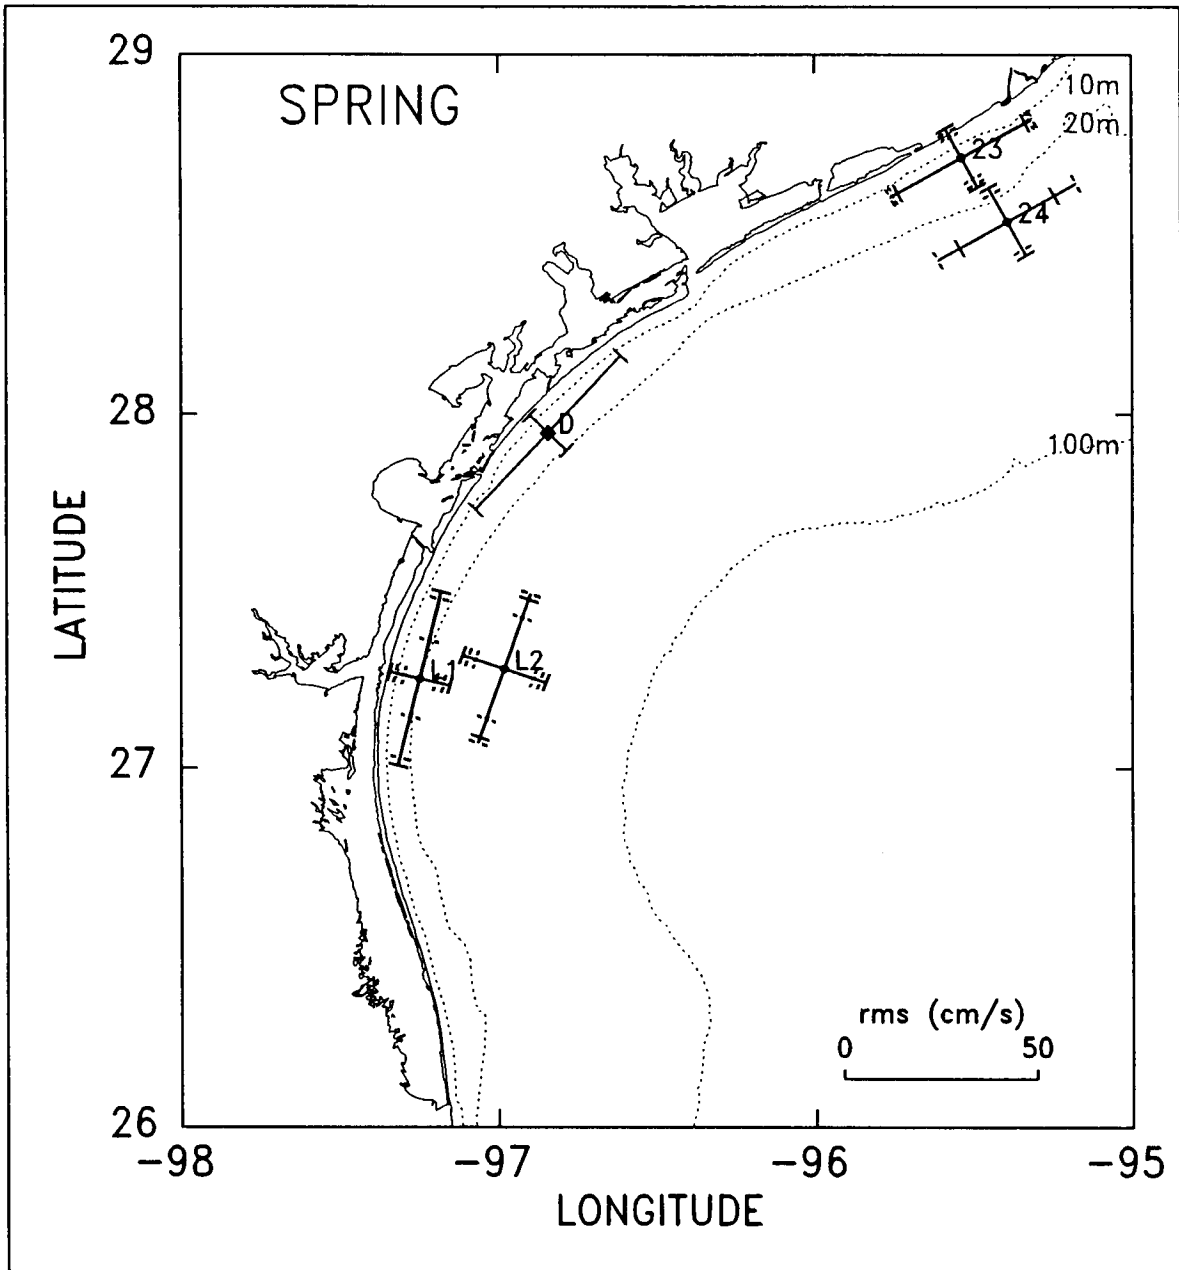 29
SPRING
10m
20m
23
24
28
D
100m
LATITUDE
L1
L2
27
rms (cm/s)
0 50
26
-98 -97 -96 -95
LONGITUDE